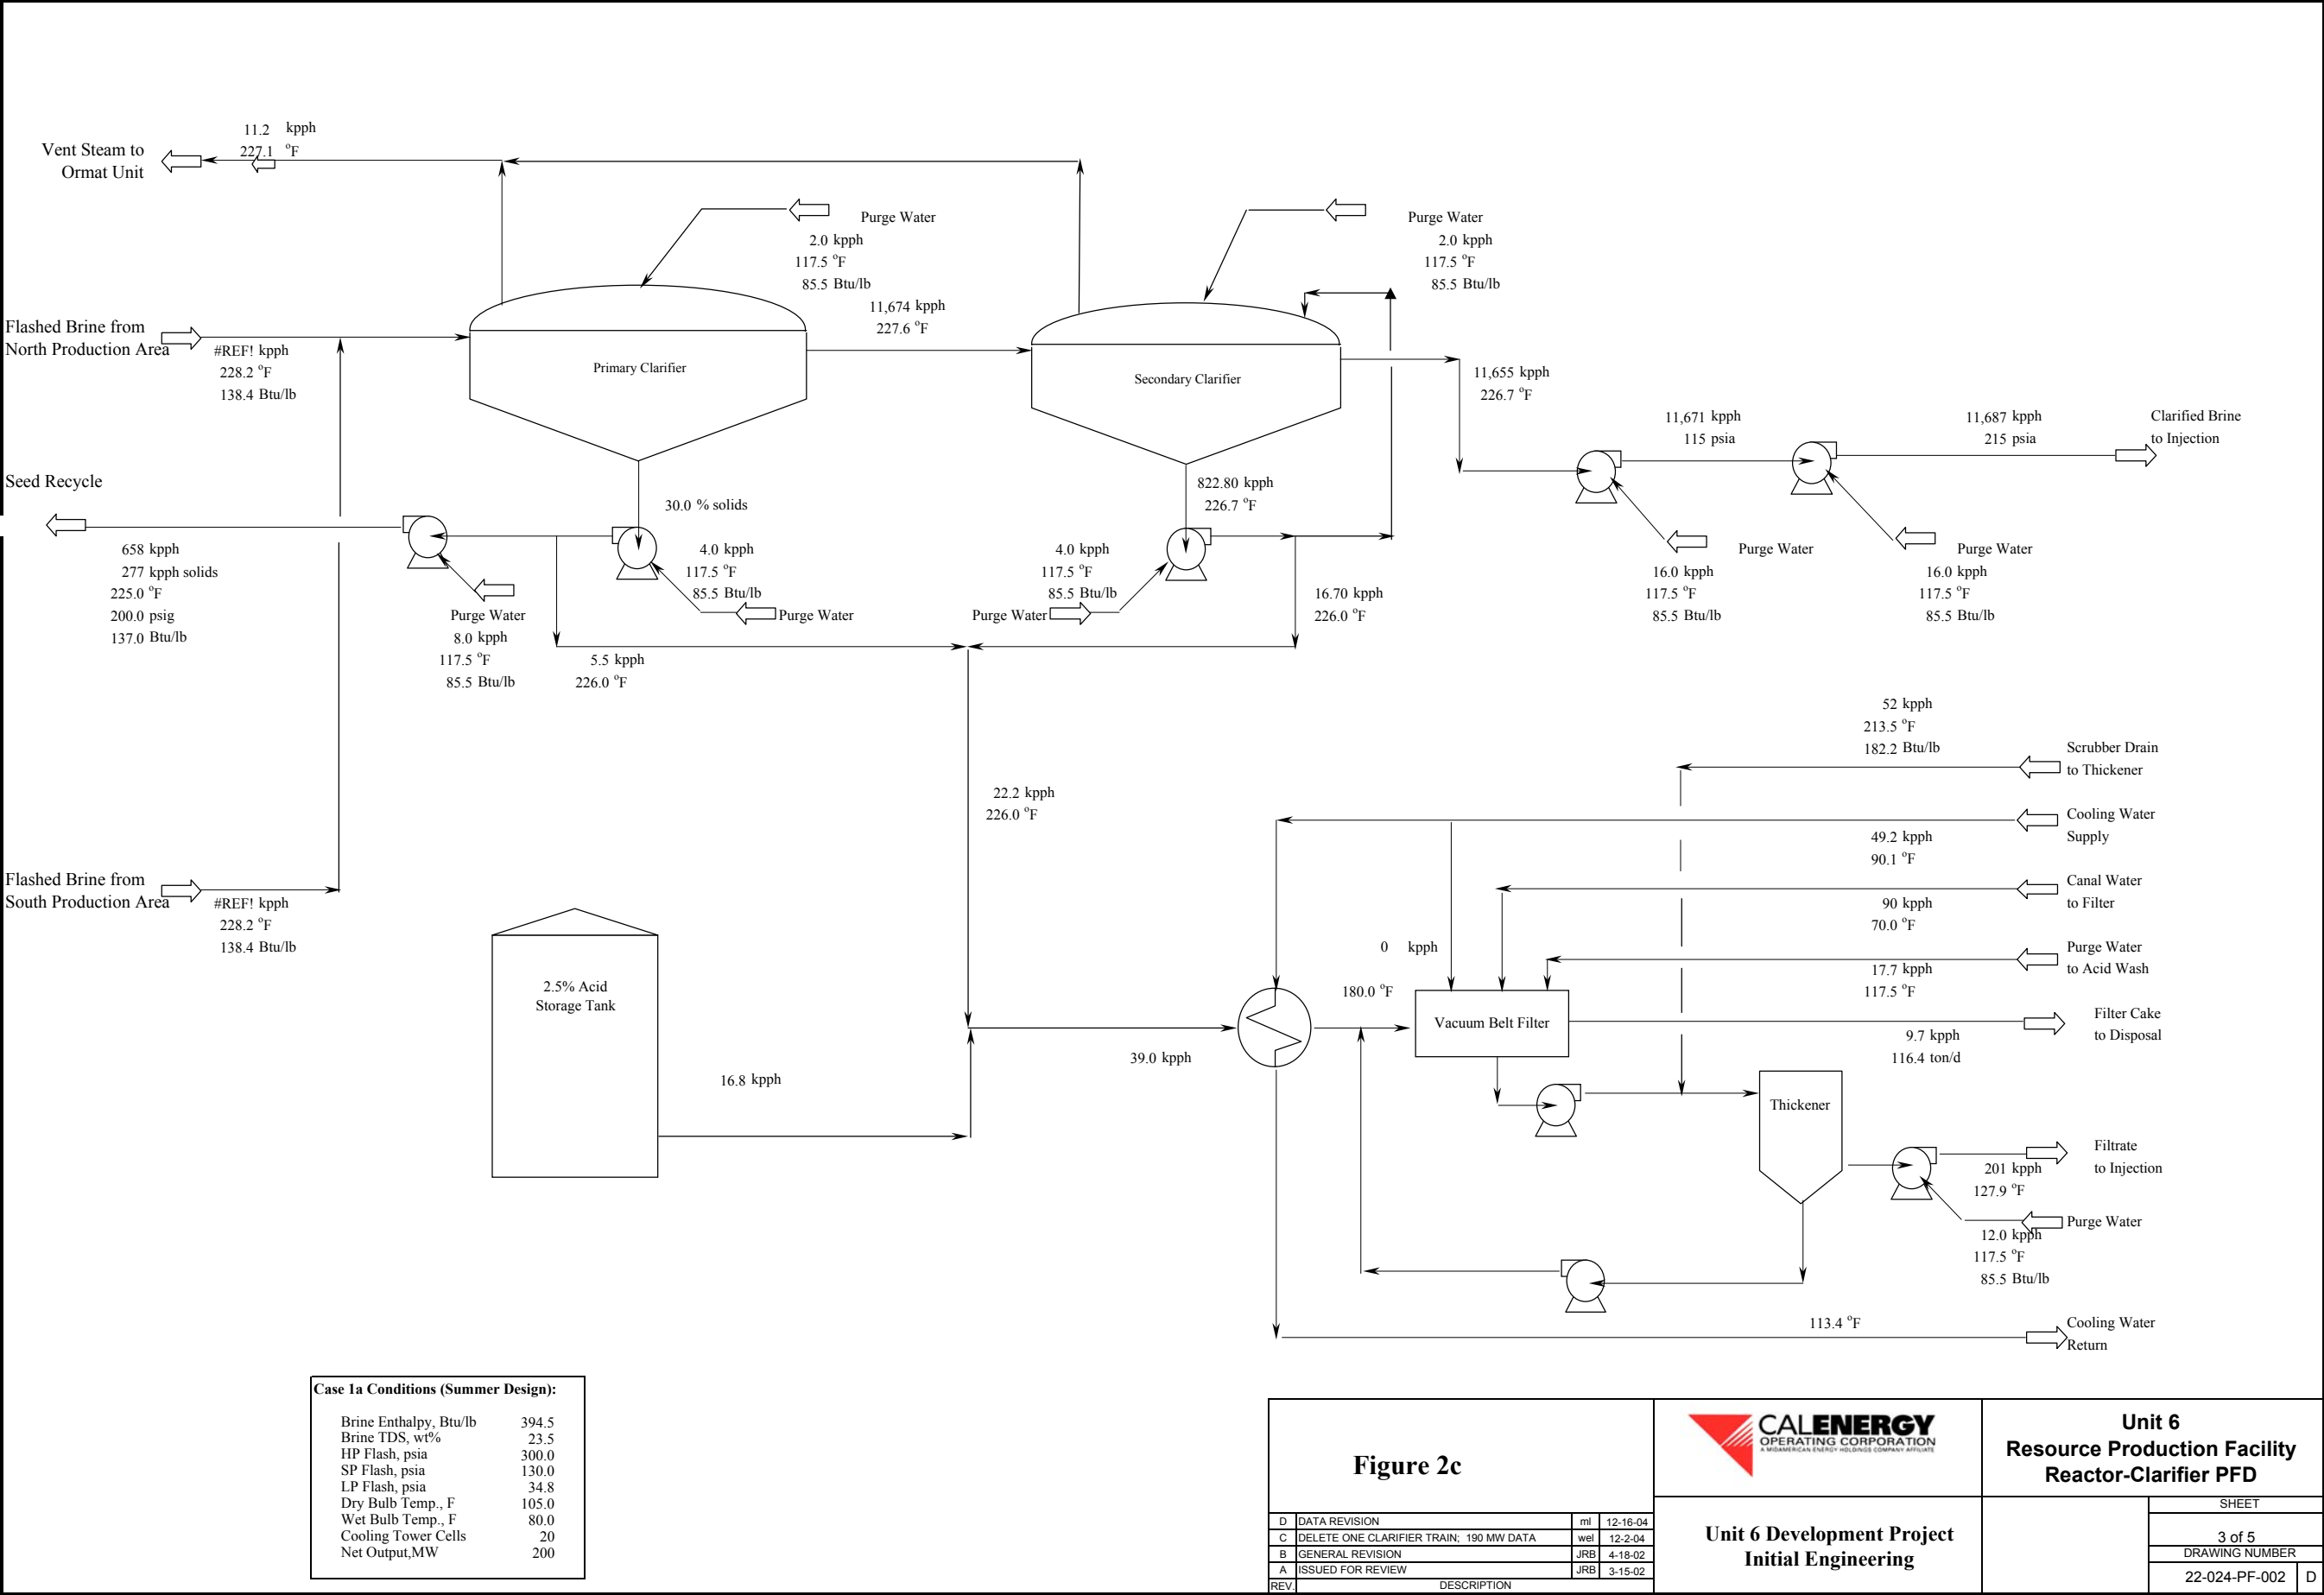 11.2 kpph
227.1 °F
Vent Steam to
Ormat Unit
Purge Water
2.0 kpph
117.5 °F
85.5 Btu/lb
Purge Water
2.0 kpph
117.5 °F
85.5 Btu/lb
11,674 kpph
227.6 °F
Flashed Brine from
North Production Area
#REF! kpph
228.2 °F
138.4 Btu/lb
Primary Clarifier
Secondary Clarifier
11,655 kpph
226.7 °F
11,671 kpph
115 psia
11,687 kpph
215 psia
Clarified Brine
to Injection
Seed Recycle
30.0 % solids
822.80 kpph
226.7 °F
658 kpph
277 kpph solids
225.0 °F
200.0 psig
137.0 Btu/lb
Purge Water
8.0 kpph
117.5 °F
85.5 Btu/lb
4.0 kpph
117.5 °F
85.5 Btu/lb
Purge Water
4.0 kpph
117.5 °F
85.5 Btu/lb
Purge Water
16.70 kpph
226.0 °F
Purge Water
16.0 kpph
117.5 °F
85.5 Btu/lb
Purge Water
16.0 kpph
117.5 °F
85.5 Btu/lb
5.5 kpph
226.0 °F
52 kpph
213.5 °F
182.2 Btu/lb
Scrubber Drain
to Thickener
22.2 kpph
226.0 °F
Cooling Water
Supply
49.2 kpph
90.1 °F
Flashed Brine from
South Production Area
#REF! kpph
228.2 °F
138.4 Btu/lb
Canal Water
to Filter
90 kpph
70.0 °F
0 kpph
Purge Water
to Acid Wash
17.7 kpph
117.5 °F
2.5% Acid
Storage Tank
180.0 °F
Vacuum Belt Filter
Filter Cake
to Disposal
9.7 kpph
116.4 ton/d
39.0 kpph
16.8 kpph
Thickener
Filtrate
to Injection
201 kpph
127.9 °F
Purge Water
12.0 kpph
117.5 °F
85.5 Btu/lb
113.4 °F
Cooling Water
Return
Case 1a Conditions (Summer Design):
Brine Enthalpy, Btu/lb 394.5
Brine TDS, wt% 23.5
HP Flash, psia 300.0
SP Flash, psia 130.0
LP Flash, psia 34.8
Dry Bulb Temp., F 105.0
Wet Bulb Temp., F 80.0
Cooling Tower Cells 20
Net Output,MW 200
Figure 2c
D DATA REVISION ml 12-16-04
C DELETE ONE CLARIFIER TRAIN; 190 MW DATA wel 12-2-04
B GENERAL REVISION JRB 4-18-02
A ISSUED FOR REVIEW JRB 3-15-02
REV. DESCRIPTION
CALENERGY
OPERATING CORPORATION
A MIDAMERICAN ENERGY HOLDINGS COMPANY AFFILIATE
Unit 6 Development Project
Initial Engineering
Unit 6
Resource Production Facility
Reactor-Clarifier PFD
SHEET
3 of 5
DRAWING NUMBER
22-024-PF-002 D